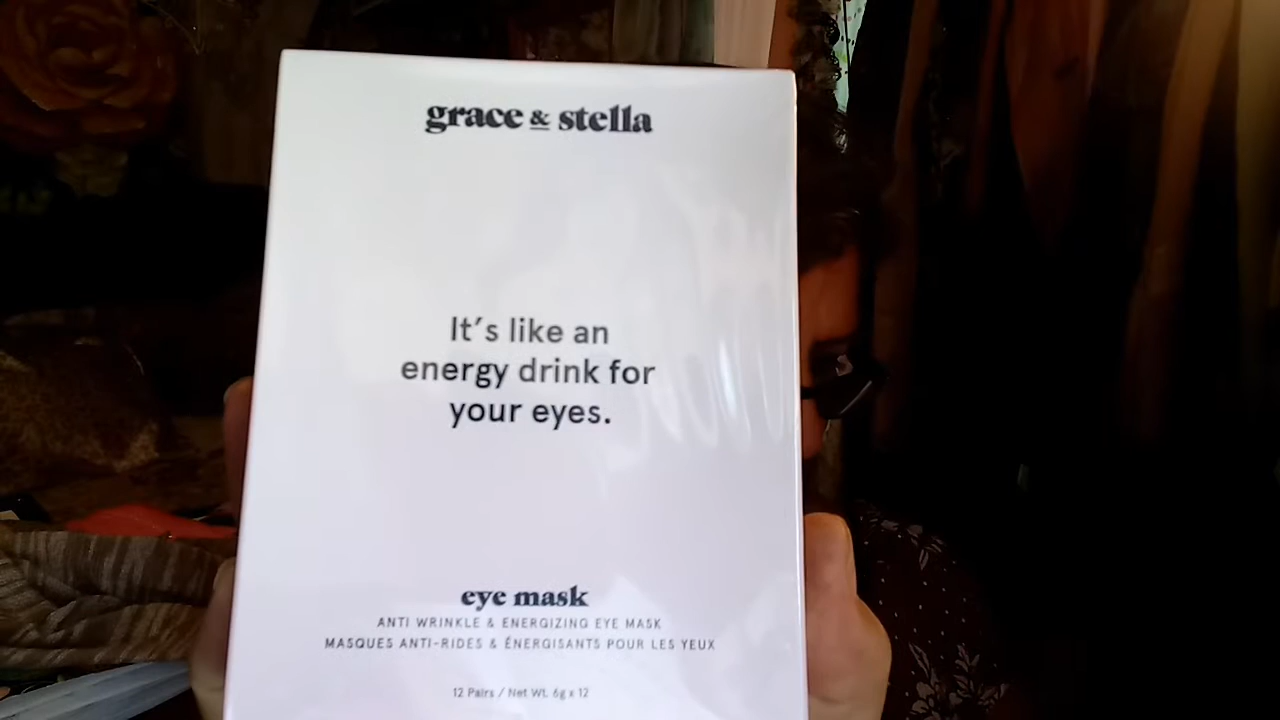 grace & stella
It's like an
energy drink for
your eyes.
eye mask
ANTI WRINKLE & ENERGIZING EYE MASK
MASQUES ANTI-RIDES & ÉNERGISANTS POUR LES YEUX
12 Pairs / Net Wt. 6g x 12